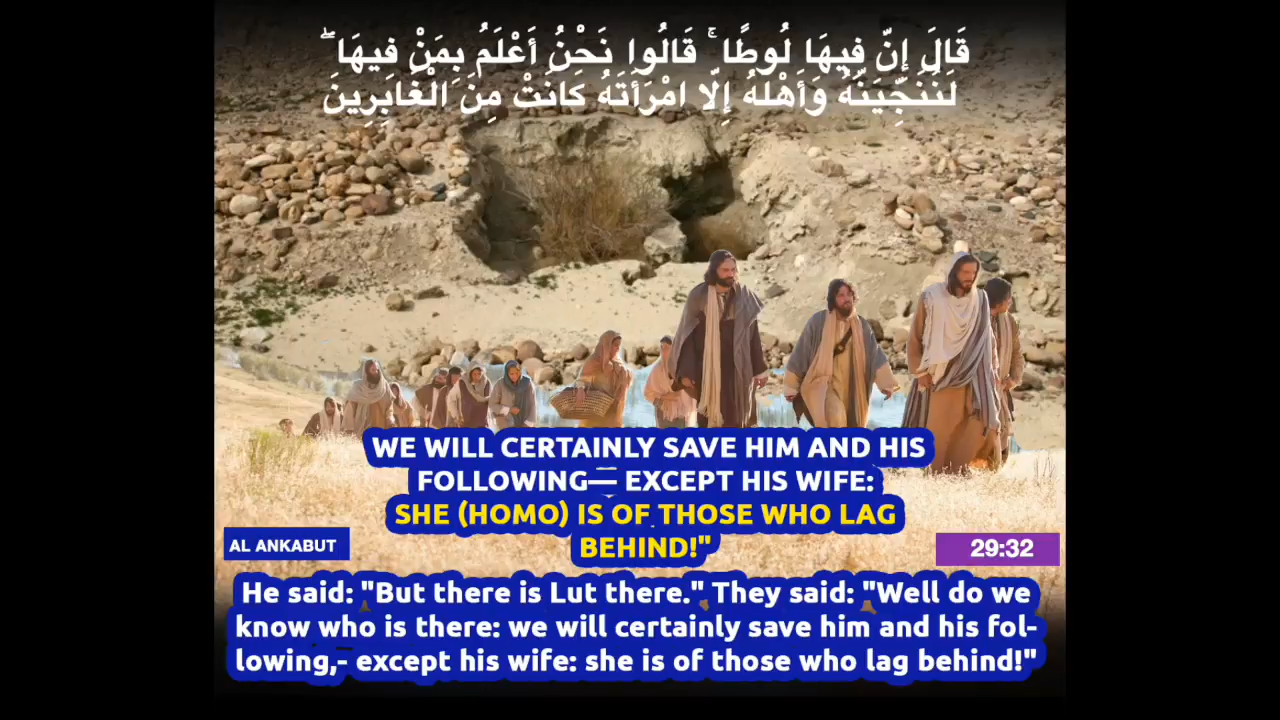 قَالَ إِنَّ فِيهَا لُوطًا ۚ قَالُوا نَحْنُ أَعْلَمُ بِمَنْ فِيهَا ۖ
لَنُنَجِّيَنَّهُ وَأَهْلَهُ إِلَّا امْرَأَتَهُ كَانَتْ مِنَ الْغَابِرِينَ
WE WILL CERTAINLY SAVE HIM AND HIS
FOLLOWING— EXCEPT HIS WIFE:
SHE (HOMO) IS OF THOSE WHO LAG
BEHIND!"
AL ANKABUT
29:32
He said: "But there is Lut there." They said: "Well do we
know who is there: we will certainly save him and his fol-
lowing,- except his wife: she is of those who lag behind!"